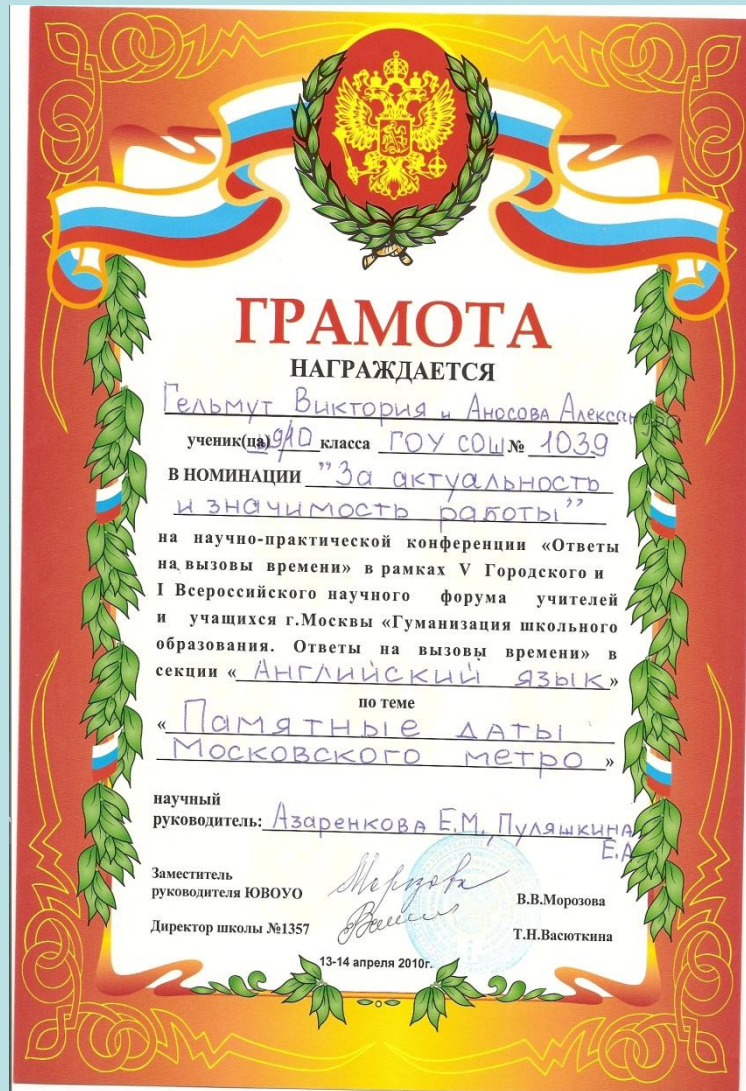 ГРАМОТА
НАГРАЖДАЕТСЯ
Гельмут Виктория и Аносова Александра
ученик(ца) 9/10 класса ГОУ СОШ № 1039
В НОМИНАЦИИ "За актуальность
и значимость работы"
на научно-практической конференции «Ответы
на вызовы времени» в рамках V Городского и
I Всероссийского научного форума учителей
и учащихся г.Москвы «Гуманизация школьного
образования. Ответы на вызовы времени» в
секции « Английский язык»
по теме
« Памятные даты
Московского метро »
научный
руководитель: Азаренкова Е.М, Пуляшкина
Е.А
Заместитель
руководителя ЮВОУО В.В.Морозова
Директор школы №1357 Т.Н.Васюткина
13-14 апреля 2010г.